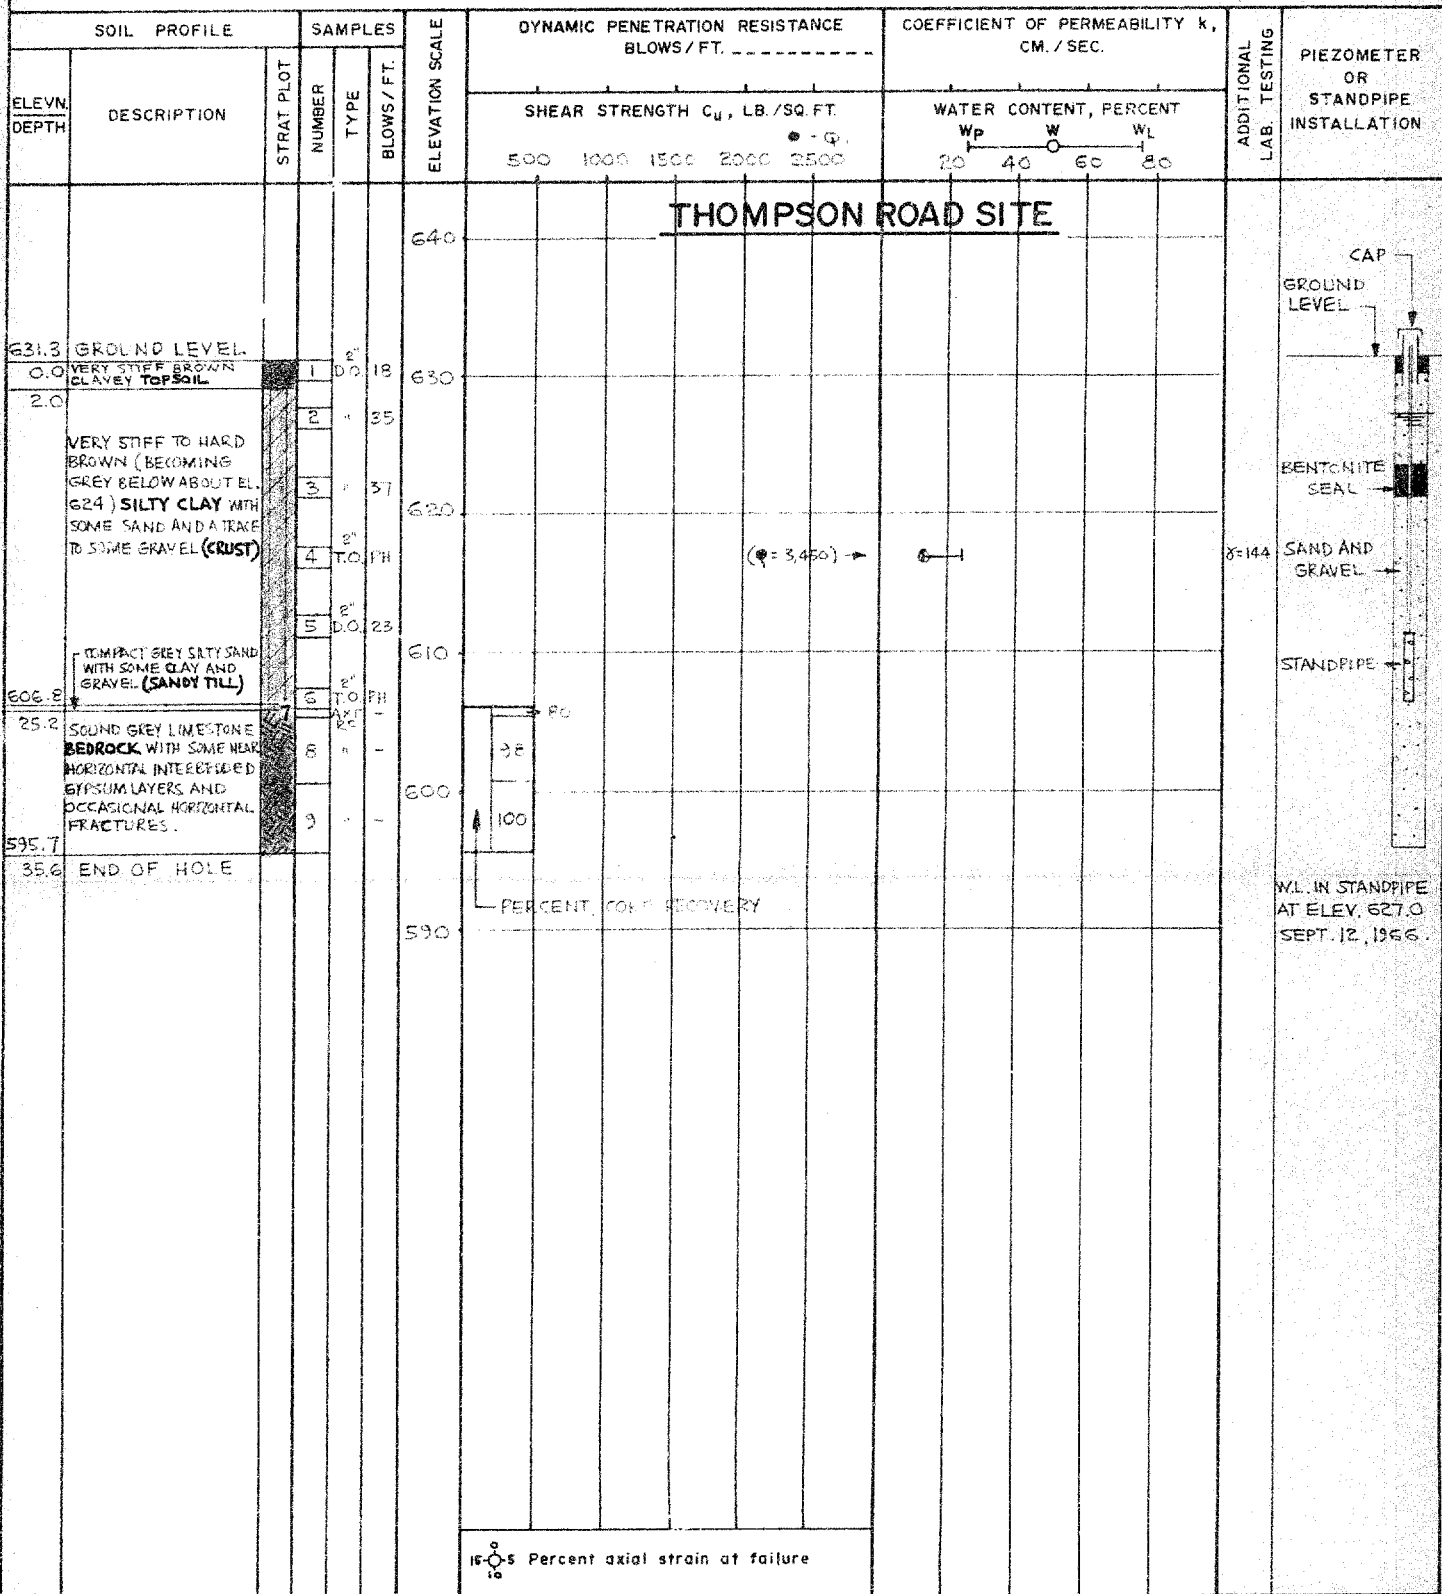 SOIL PROFILE
SAMPLES
ELEVATION SCALE
DYNAMIC PENETRATION RESISTANCE
BLOWS / FT. ----------
COEFFICIENT OF PERMEABILITY k,
CM. / SEC.
ADDITIONAL
LAB. TESTING
PIEZOMETER
OR
STANDPIPE
INSTALLATION
ELEVN.
DEPTH
DESCRIPTION
STRAT. PLOT
NUMBER
TYPE
BLOWS / FT.
SHEAR STRENGTH Cu, LB./SQ.FT.
500 1000 1500 2000 2500
WATER CONTENT, PERCENT
WP W WL
20 40 60 80
THOMPSON ROAD SITE
640
CAP
GROUND
LEVEL
631.3 GROUND LEVEL
0.0 VERY STIFF BROWN
CLAYEY TOPSOIL
1 2" D.O. 18
630
2.0
2 " 35
VERY STIFF TO HARD
BROWN (BECOMING
GREY BELOW ABOUT EL.
624) SILTY CLAY WITH
SOME SAND AND A TRACE
TO SOME GRAVEL (CRUST)
3 " 37
620
BENTONITE
SEAL
4 2" T.O. PH
( = 3,450)
γ=144
SAND AND
GRAVEL
5 2" D.O. 23
610
COMPACT GREY SILTY SAND
WITH SOME CLAY AND
GRAVEL (SANDY TILL)
STANDPIPE
606.8
6 2" T.O. PH
7
-
25.2 SOUND GREY LIMESTONE
BEDROCK WITH SOME NEAR
HORIZONTAL INTERBEDDED
GYPSUM LAYERS AND
OCCASIONAL HORIZONTAL
FRACTURES.
8 " -
98
600
9 " -
100
595.7
35.6 END OF HOLE
PERCENT, CORE RECOVERY
590
W.L. IN STANDPIPE
AT ELEV. 627.0
SEPT. 12, 1966.
0
15 5 Percent axial strain at failure
10